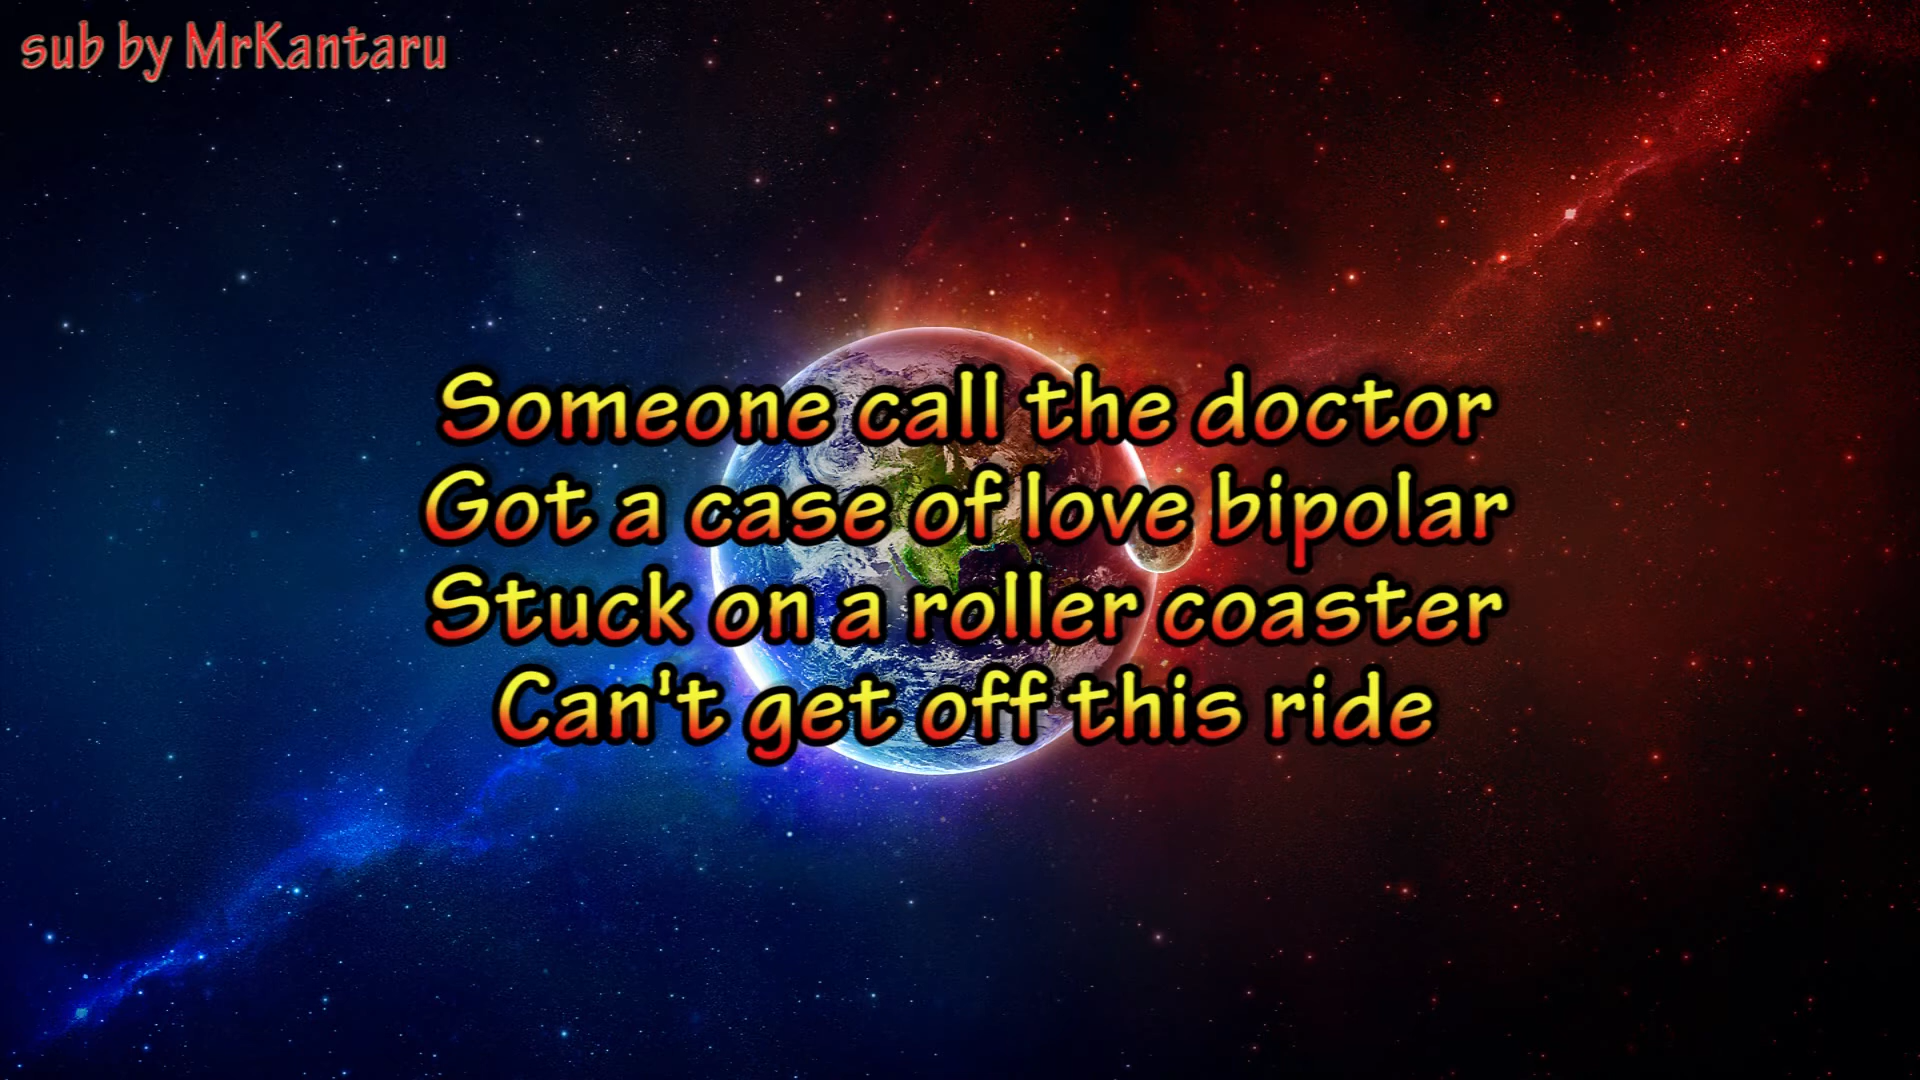 sub by MrKantaru
Someone call the doctor
Got a case of love bipolar
Stuck on a roller coaster
Can't get off this ride